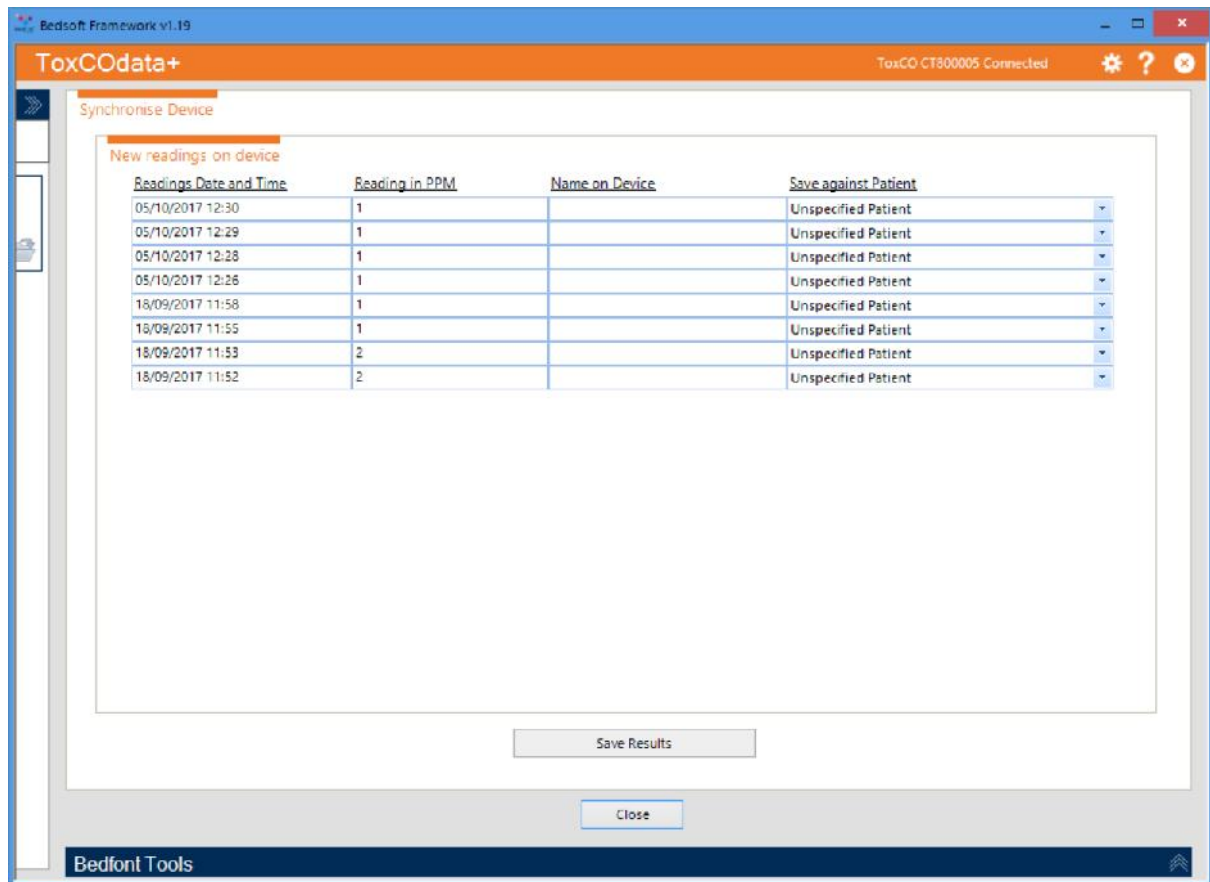 Bedsoft Framework v1.19
ToxCOdata+ ToxCO CT800005 Connected ?
Synchronise Device
New readings on device
Readings Date and Time Reading in PPM Name on Device Save against Patient
05/10/2017 12:30 1 Unspecified Patient
05/10/2017 12:29 1 Unspecified Patient
05/10/2017 12:28 1 Unspecified Patient
05/10/2017 12:26 1 Unspecified Patient
18/09/2017 11:58 1 Unspecified Patient
18/09/2017 11:55 1 Unspecified Patient
18/09/2017 11:53 2 Unspecified Patient
18/09/2017 11:52 2 Unspecified Patient
Save Results
Close
Bedfont Tools